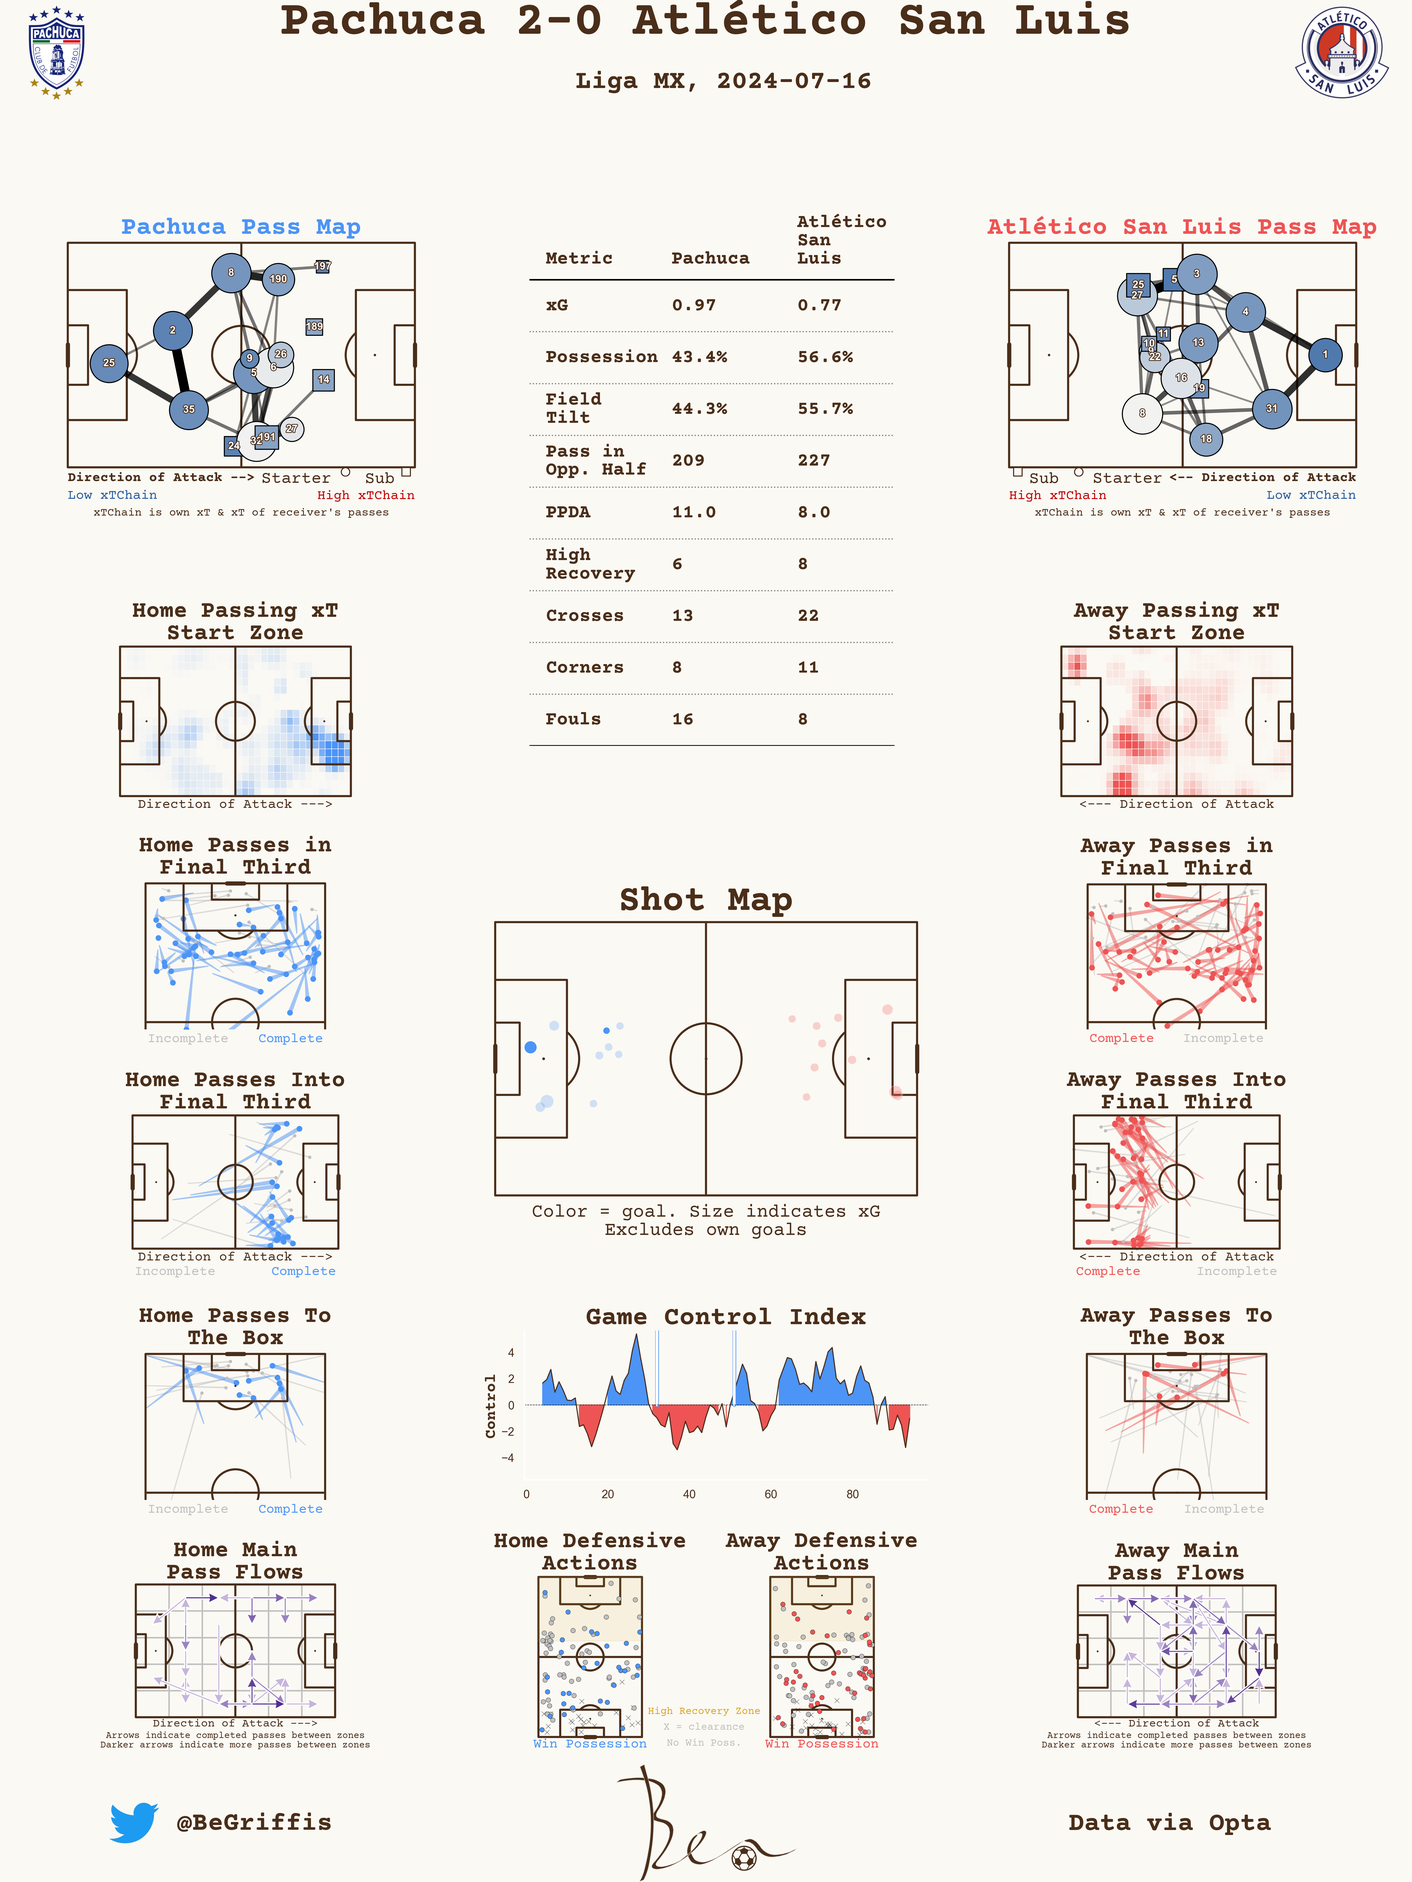 Pachuca 2-0 Atlético San Luis
Liga MX, 2024-07-16
PACHUCA
CLUB DE FUTBOL
ATLÉTICO
SAN LUIS
Pachuca Pass Map
8
190
197
2
189
25
9
26
5
6
14
35
24
32
191
27
Direction of Attack --> Starter Sub
Low xTChain High xTChain
xTChain is own xT & xT of receiver's passes
Metric Pachuca Atlético
San
Luis
xG 0.97 0.77
Possession 43.4% 56.6%
Field
Tilt 44.3% 55.7%
Pass in
Opp. Half 209 227
PPDA 11.0 8.0
High
Recovery 6 8
Crosses 13 22
Corners 8 11
Fouls 16 8
Atlético San Luis Pass Map
25
5
3
27
4
11
10
13
22
1
16
19
8
31
18
Sub Starter <-- Direction of Attack
High xTChain Low xTChain
xTChain is own xT & xT of receiver's passes
Home Passing xT
Start Zone
Direction of Attack --->
Away Passing xT
Start Zone
<--- Direction of Attack
Home Passes in
Final Third
Incomplete Complete
Away Passes in
Final Third
Complete Incomplete
Shot Map
Color = goal. Size indicates xG
Excludes own goals
Home Passes Into
Final Third
Direction of Attack --->
Incomplete Complete
Away Passes Into
Final Third
<--- Direction of Attack
Complete Incomplete
Home Passes To
The Box
Incomplete Complete
Game Control Index
Control
4
2
0
−2
−4
0 20 40 60 80
Away Passes To
The Box
Complete Incomplete
Home Main
Pass Flows
Direction of Attack --->
Arrows indicate completed passes between zones
Darker arrows indicate more passes between zones
Home Defensive
Actions
Win Possession
High Recovery Zone
X = clearance
No Win Poss.
Away Defensive
Actions
Win Possession
Away Main
Pass Flows
<--- Direction of Attack
Arrows indicate completed passes between zones
Darker arrows indicate more passes between zones
@BeGriffis
Ben
Data via Opta